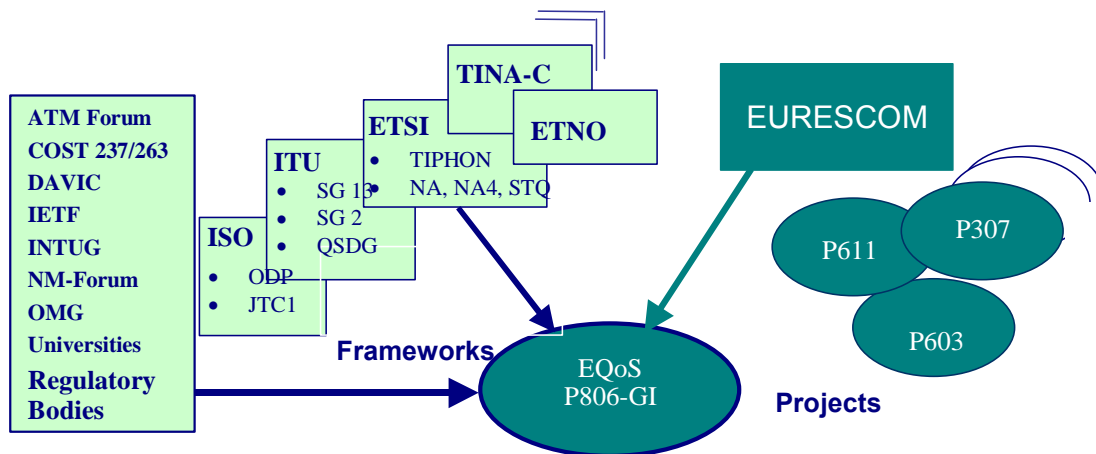 ATM Forum
COST 237/263
DAVIC
IETF
INTUG
NM-Forum
OMG
Universities
Regulatory
Bodies
ISO
• ODP
• JTC1
ITU
• SG 13
• SG 2
• QSDG
ETSI
• TIPHON
• NA, NA4, STQ
TINA-C
ETNO
EURESCOM
P611
P307
P603
Frameworks
EQoS
P806-GI
Projects